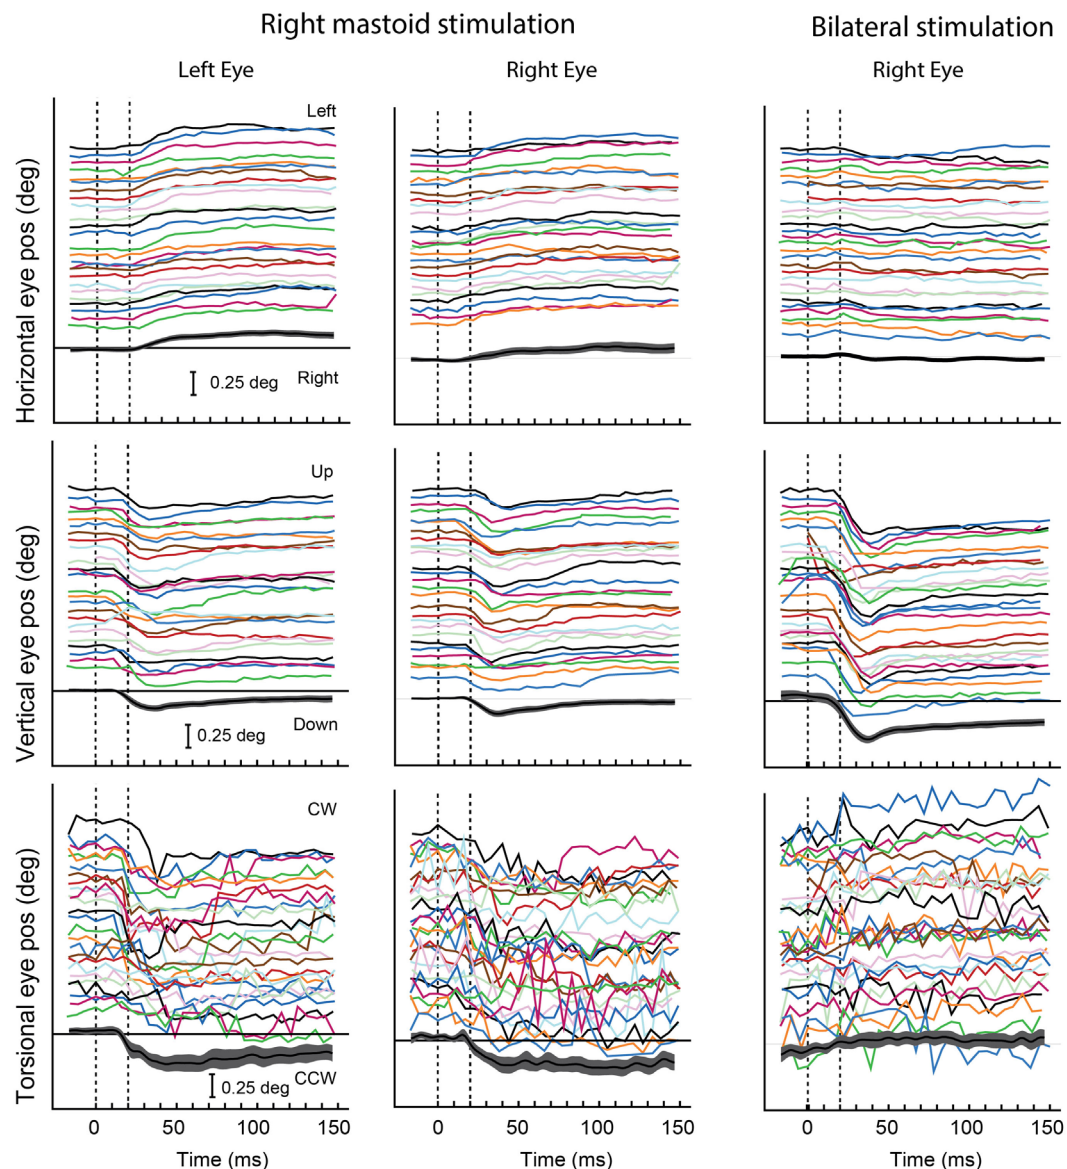 Right mastoid stimulation
Bilateral stimulation
Left Eye
Right Eye
Right Eye
Horizontal eye pos (deg)
Left
0.25 deg
Right
Vertical eye pos (deg)
Up
0.25 deg
Down
Torsional eye pos (deg)
CW
0.25 deg
CCW
0 50 100 150
0 50 100 150
0 50 100 150
Time (ms)
Time (ms)
Time (ms)